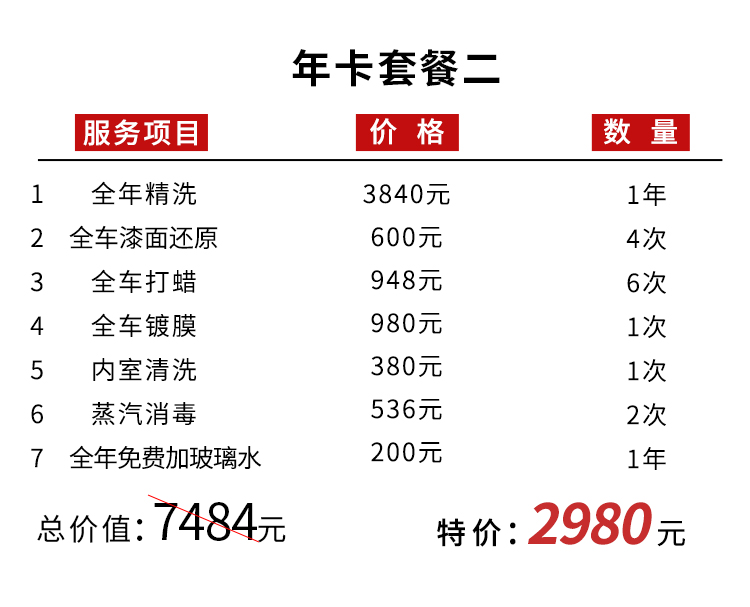 年卡套餐二
服务项目 价 格 数 量
1 全年精洗 3840元 1年
2 全车漆面还原 600元 4次
3 全车打蜡 948元 6次
4 全车镀膜 980元 1次
5 内室清洗 380元 1次
6 蒸汽消毒 536元 2次
7 全年免费加玻璃水 200元 1年
总价值：7484元 特价：2980元